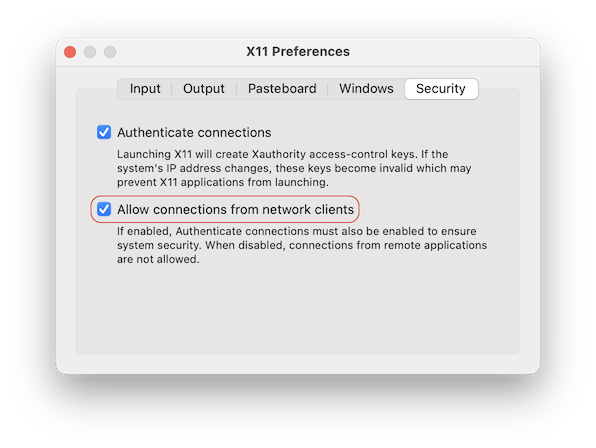 X11 Preferences
Input Output Pasteboard Windows Security
Authenticate connections
Launching X11 will create Xauthority access-control keys. If the
system's IP address changes, these keys become invalid which may
prevent X11 applications from launching.
Allow connections from network clients
If enabled, Authenticate connections must also be enabled to ensure
system security. When disabled, connections from remote applications
are not allowed.